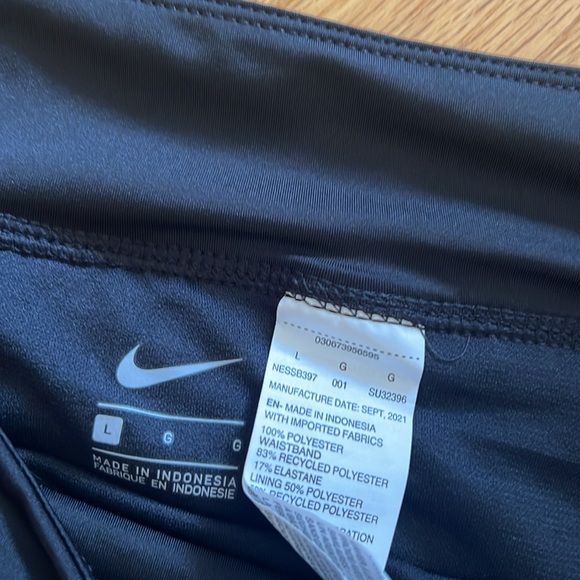 030673956595
L G G
NESSB397 001 SU32396
MANUFACTURE DATE: SEPT, 2021
EN- MADE IN INDONESIA
WITH IMPORTED FABRICS
100% POLYESTER
WAISTBAND
83% RECYCLED POLYESTER
17% ELASTANE
LINING 50% POLYESTER
RECYCLED POLYESTER
L G G
MADE IN INDONESIA
FABRIQUE EN INDONESIE